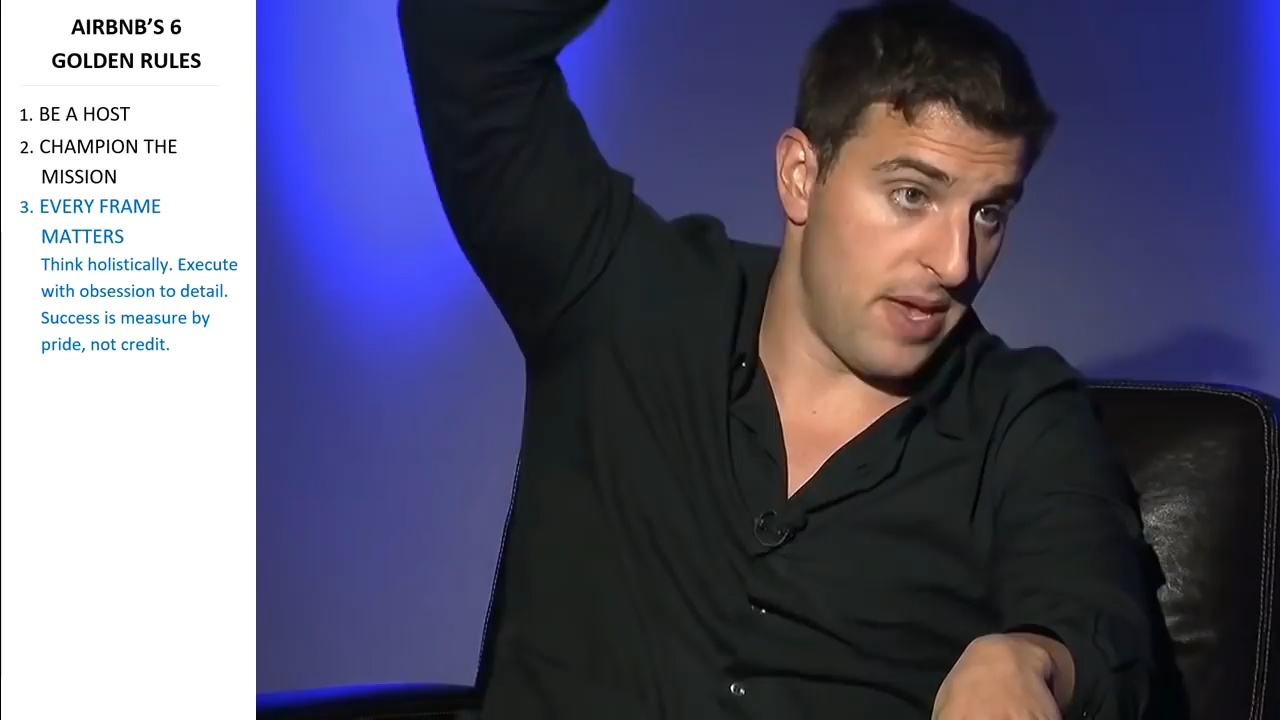 AIRBNB’S 6
GOLDEN RULES
1. BE A HOST
2. CHAMPION THE
MISSION
3. EVERY FRAME
MATTERS
Think holistically. Execute
with obsession to detail.
Success is measure by
pride, not credit.